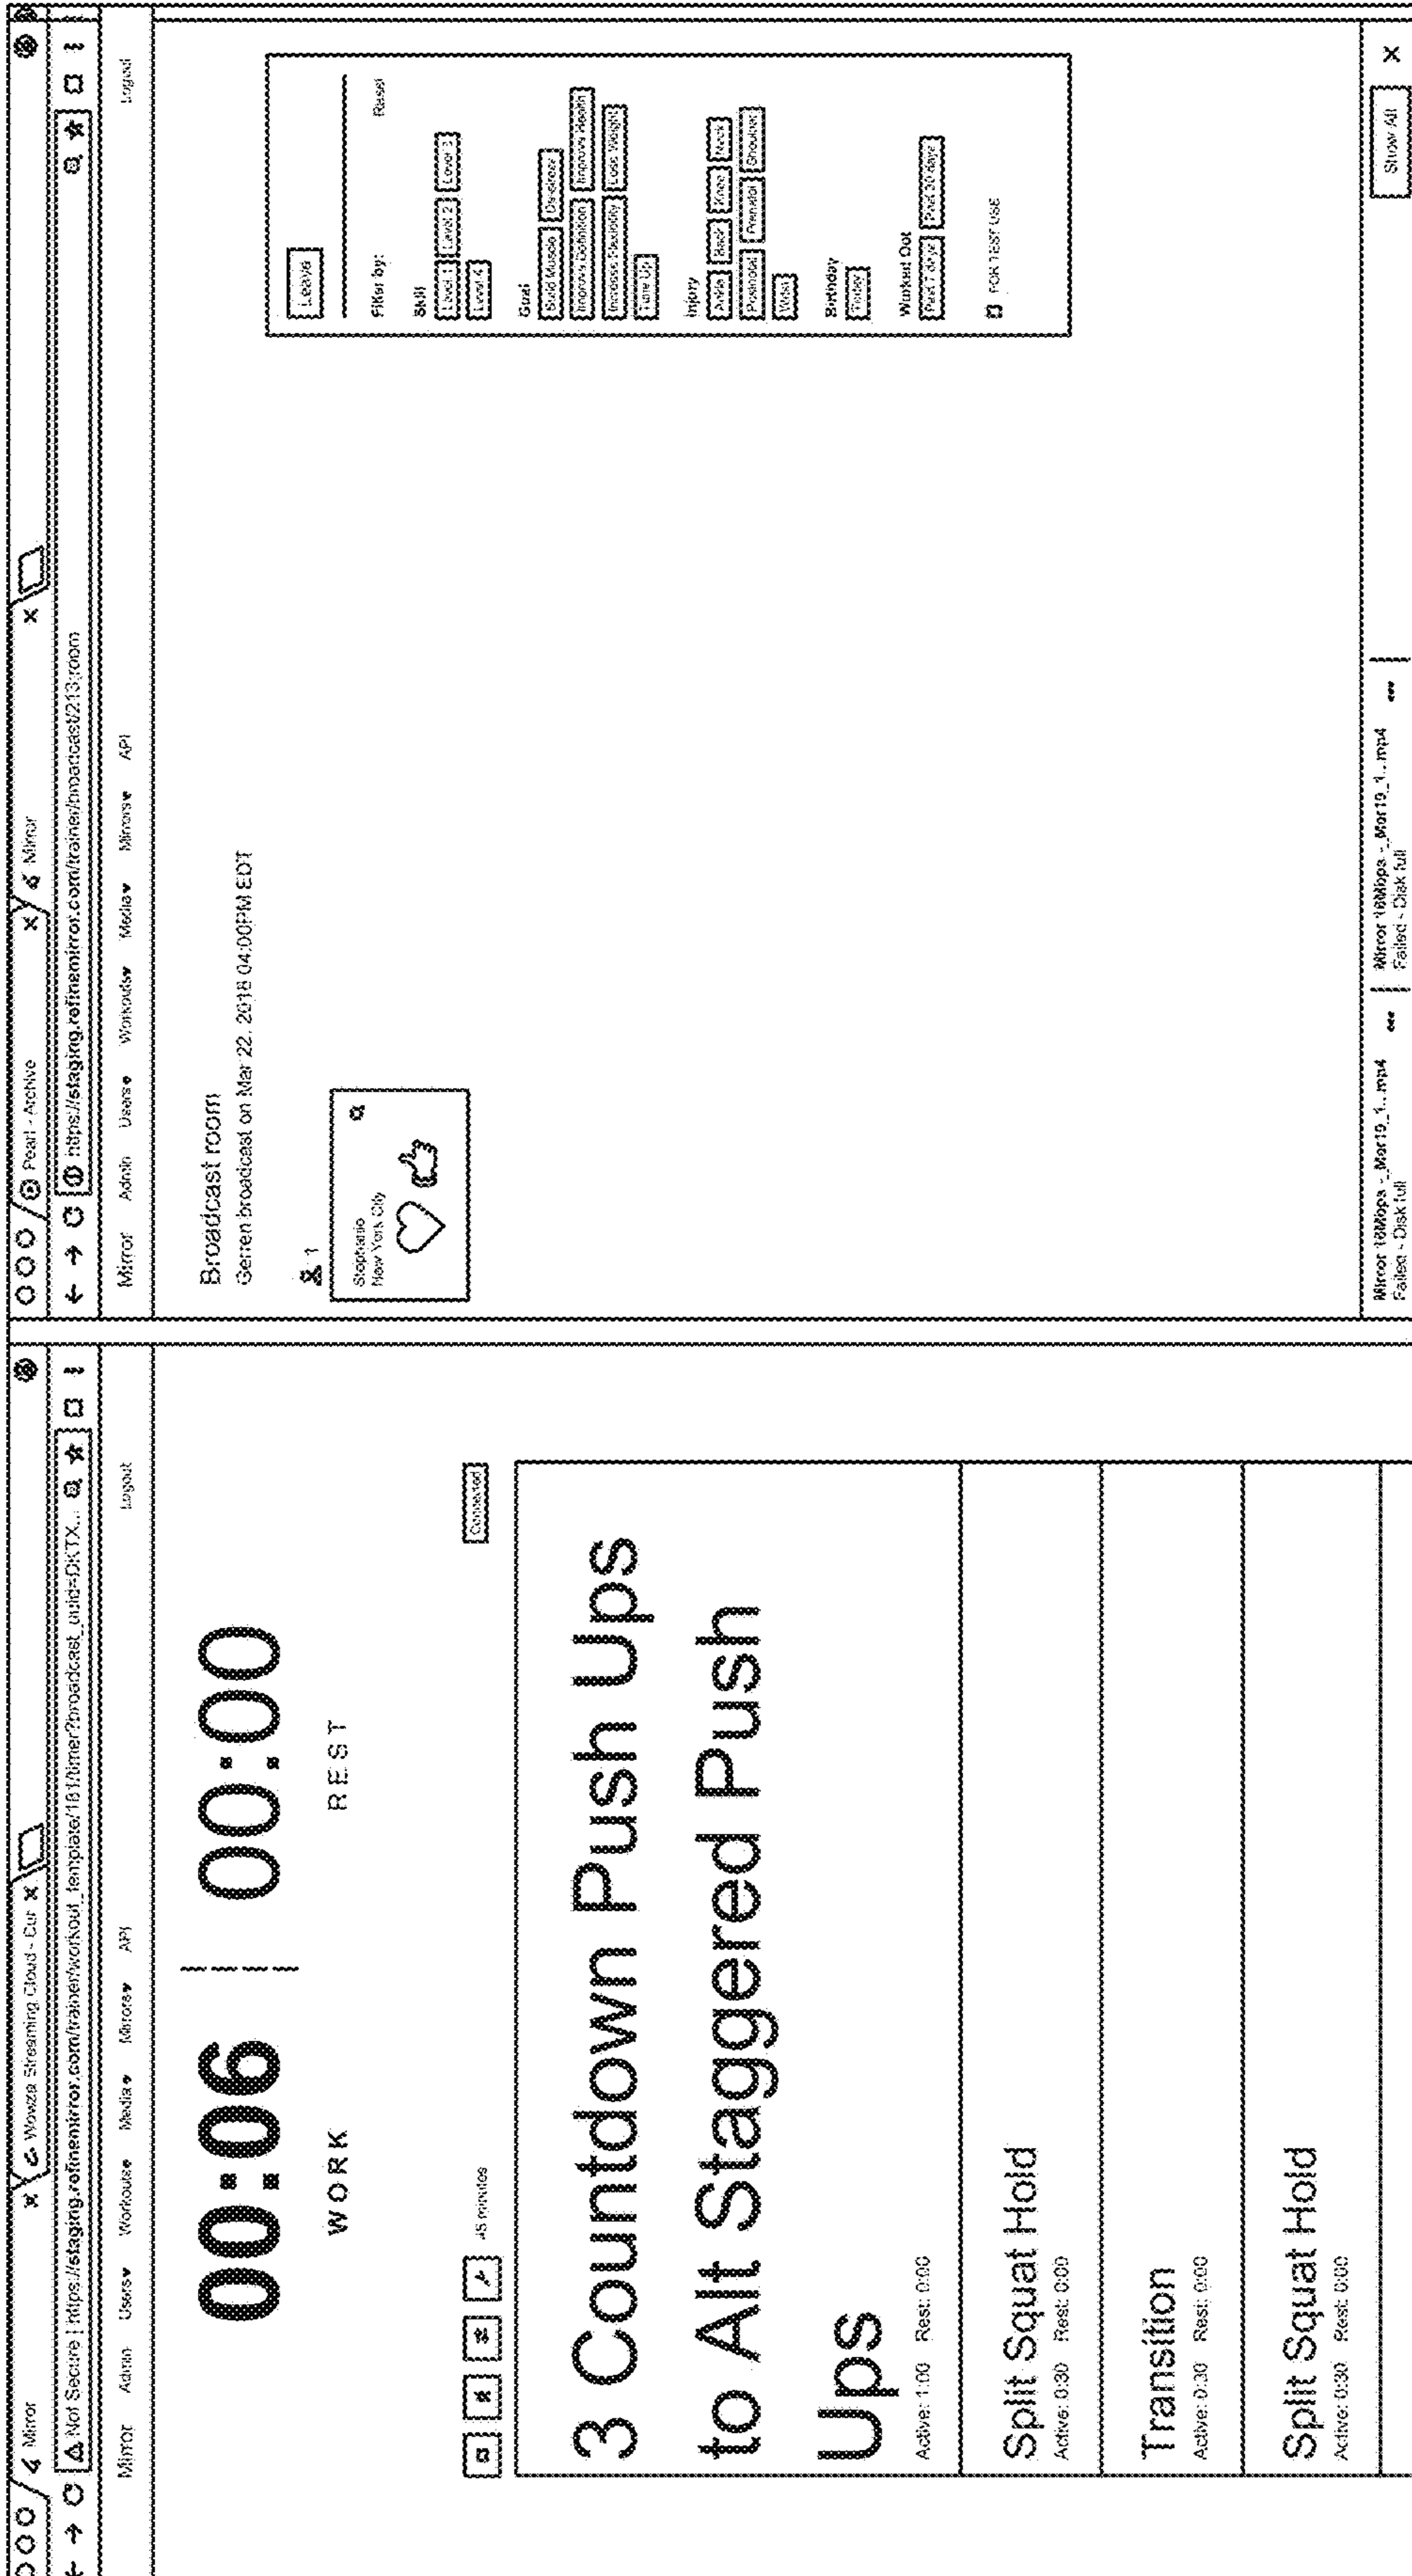 Mirror
Wowza Streaming Cloud - Cur
Not Secure | https://staging.refinemirror.com/trainer/workout_template/181/timer?broadcast_uuid=DKTX...
Mirror Admin Users Workouts Media Mirrors API Logout
00:06 00:00
WORK REST
45 minutes Connected
3 Countdown Push Ups
to Alt Staggered Push
Ups
Active: 1:00 Rest: 0:00
Split Squat Hold
Active: 0:30 Rest: 0:00
Transition
Active: 0:30 Rest: 0:00
Split Squat Hold
Active: 0:30 Rest: 0:00
Pearl - Archive
Mirror
https://staging.refinemirror.com/trainer/broadcast/213/room
Mirror Admin Users Workouts Media Mirrors API
Broadcast room
Gerren broadcast on Mar 22, 2018 04:00PM EDT
1
Stephanie
New York City
Leave
Filter by: Reset
Skill
Level 1 Level 2 Level 3
Level 4
Goal
Build Muscle De-stress
Improve Definition Improve Health
Increase Flexibility Loss Weight
Tone Up
Injury
Ankle Back Knee Neck
Postnatal Prenatal Shoulder
Wrist
Birthday
Today
Worked Out
Past 7 days Past 30 days
FOR TEST USE
Mirror 16Mbps -_Mar19_1...mp4
Failed - Disk full
Mirror 16Mbps -_Mar19_1...mp4
Failed - Disk full
Show All